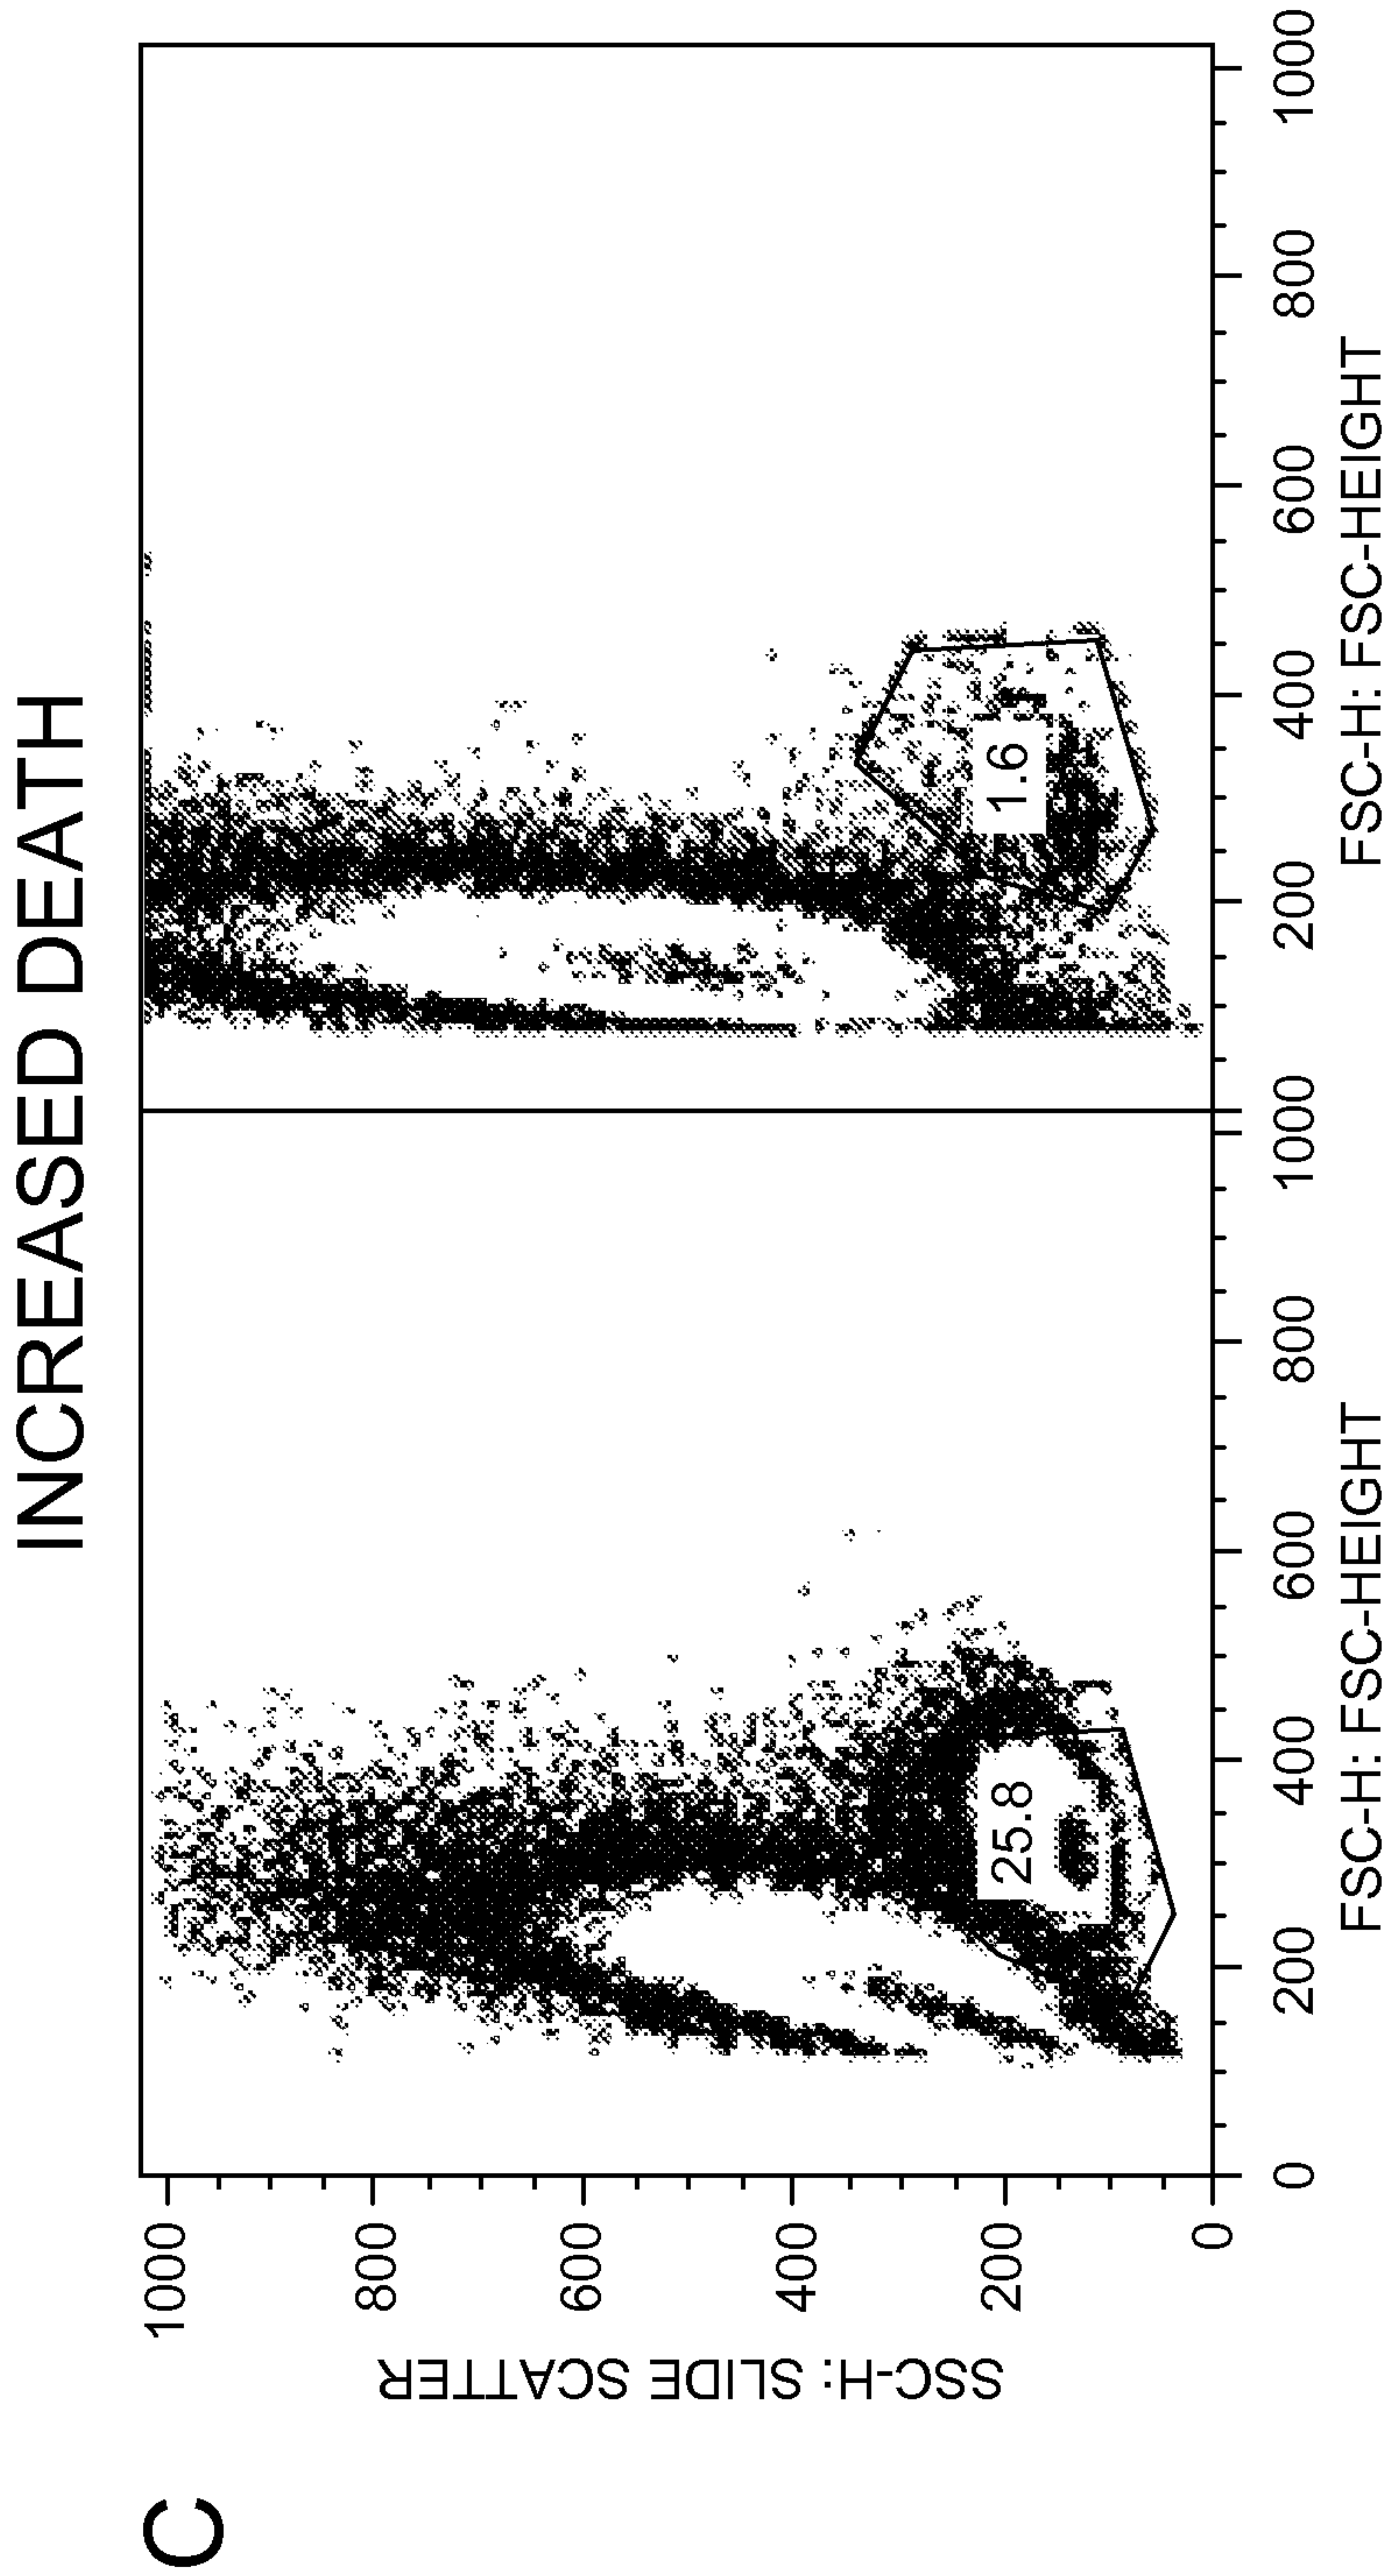 C
INCREASED DEATH
SSC-H: SLIDE SCATTER
1000
800
600
400
200
0
25.8
1.6
0 200 400 600 800 1000 200 400 600 800 1000
FSC-H: FSC-HEIGHT FSC-H: FSC-HEIGHT